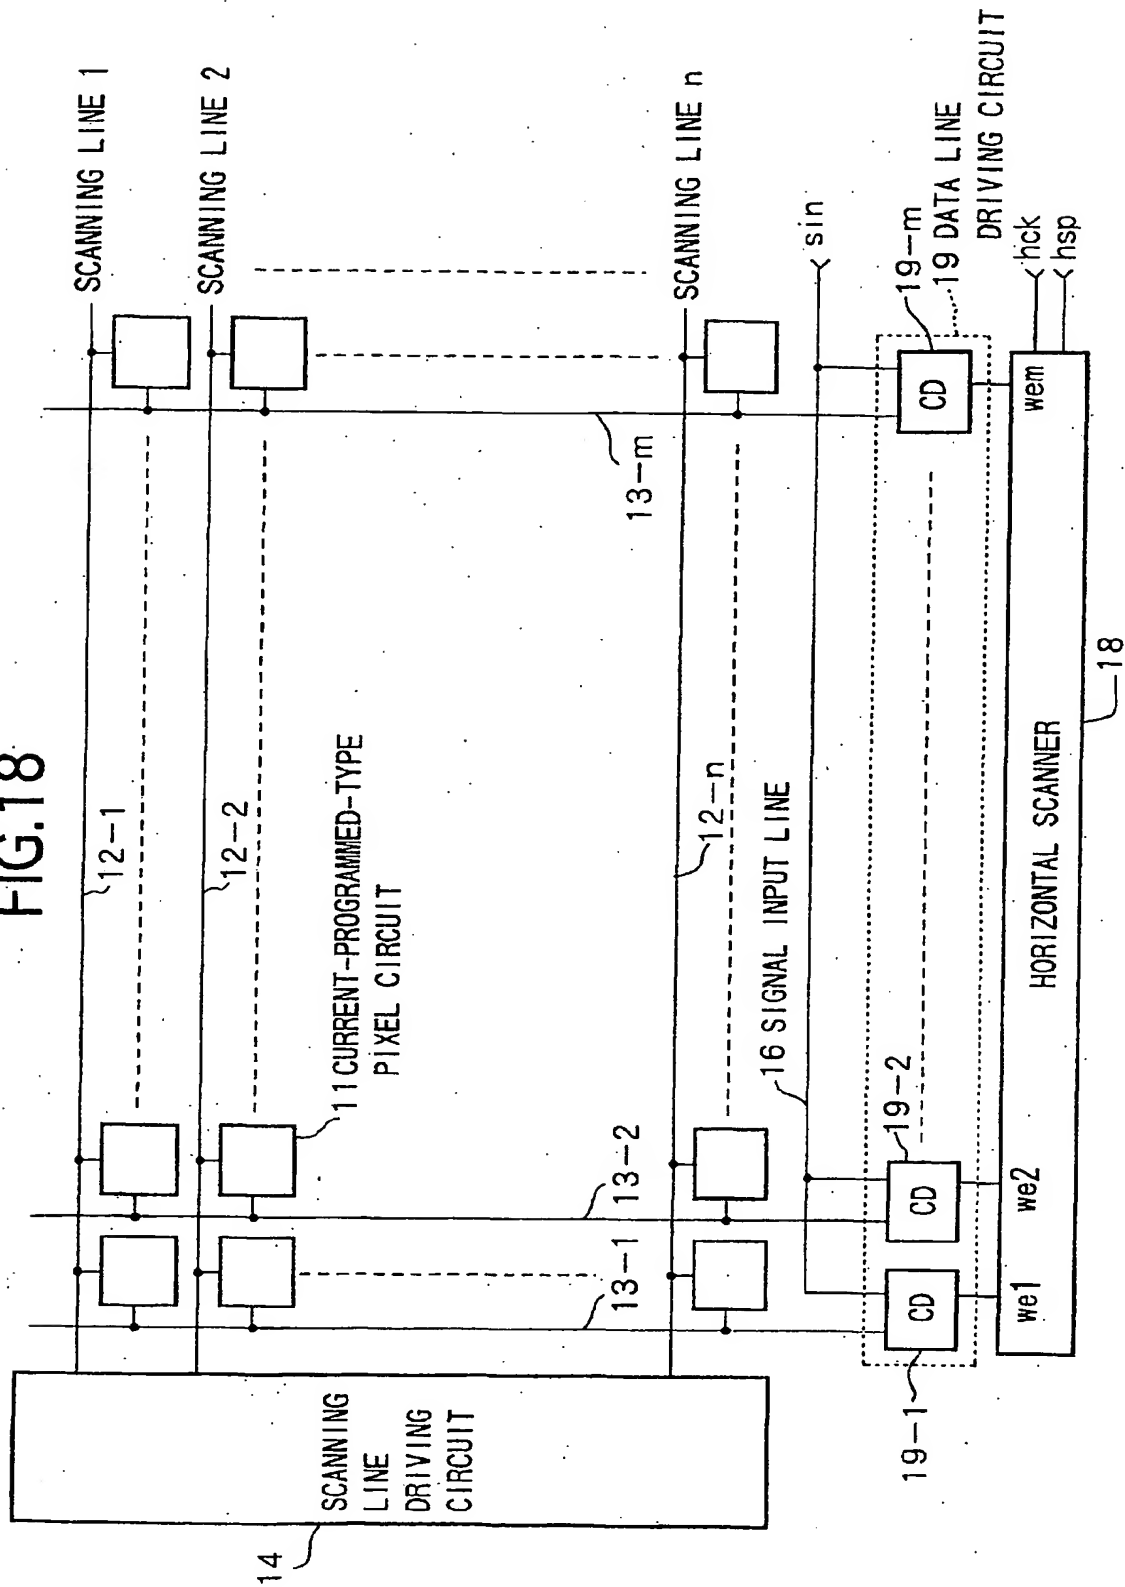 FIG.18
SCANNING LINE 1
12-1
SCANNING LINE 2
12-2
11 CURRENT-PROGRAMMED-TYPE
PIXEL CIRCUIT
SCANNING LINE n
12-n
13-1
13-2
13-m
14
SCANNING
LINE
DRIVING
CIRCUIT
16 SIGNAL INPUT LINE
sin
19-1
CD
19-2
CD
19-m
CD
19 DATA LINE
DRIVING CIRCUIT
we1
we2
wem
HORIZONTAL SCANNER
hck
hsp
18